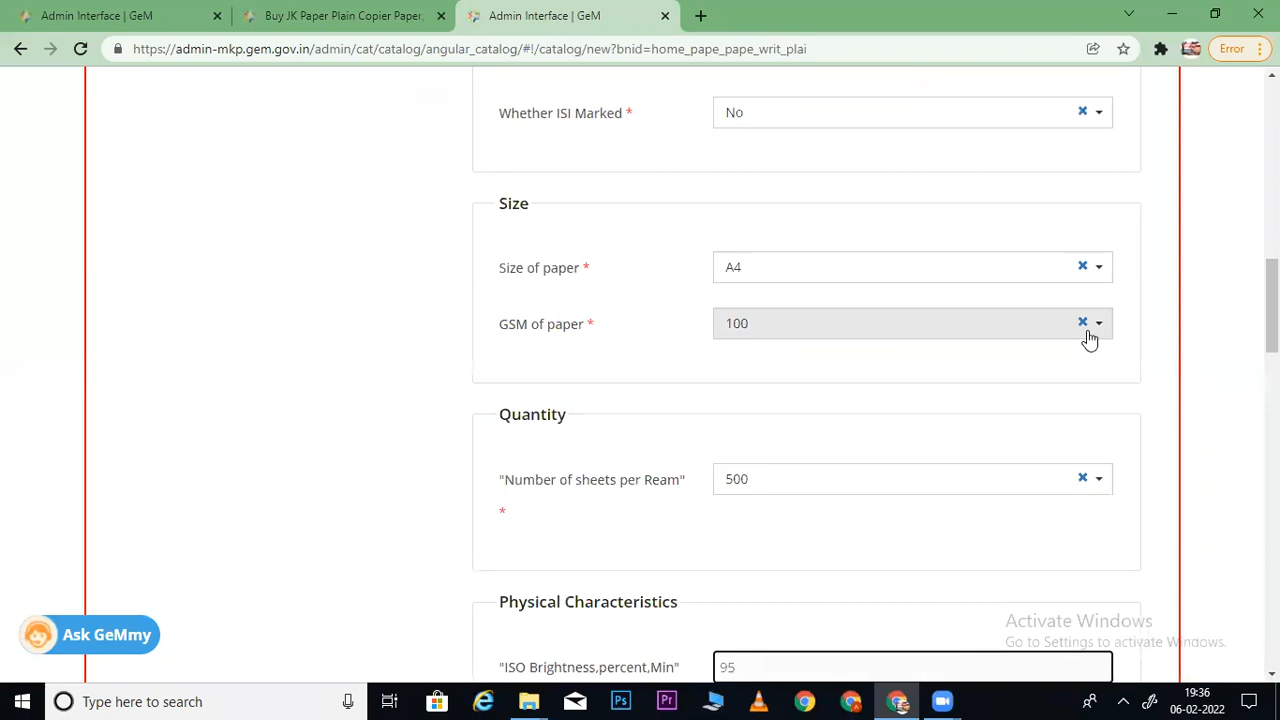 Admin Interface | GeM
Buy JK Paper Plain Copier Paper,
Admin Interface | GeM
https://admin-mkp.gem.gov.in/admin/cat/catalog/angular_catalog/#!/catalog/new?bnid=home_pape_pape_writ_plai
Error
Whether ISI Marked *
No
Size
Size of paper *
A4
GSM of paper *
100
Quantity
"Number of sheets per Ream"
*
500
Physical Characteristics
"ISO Brightness,percent,Min"
95
Ask GeMmy
Activate Windows
Go to Settings to activate Windows.
Type here to search
Ps
Pr
19:36
06-02-2022